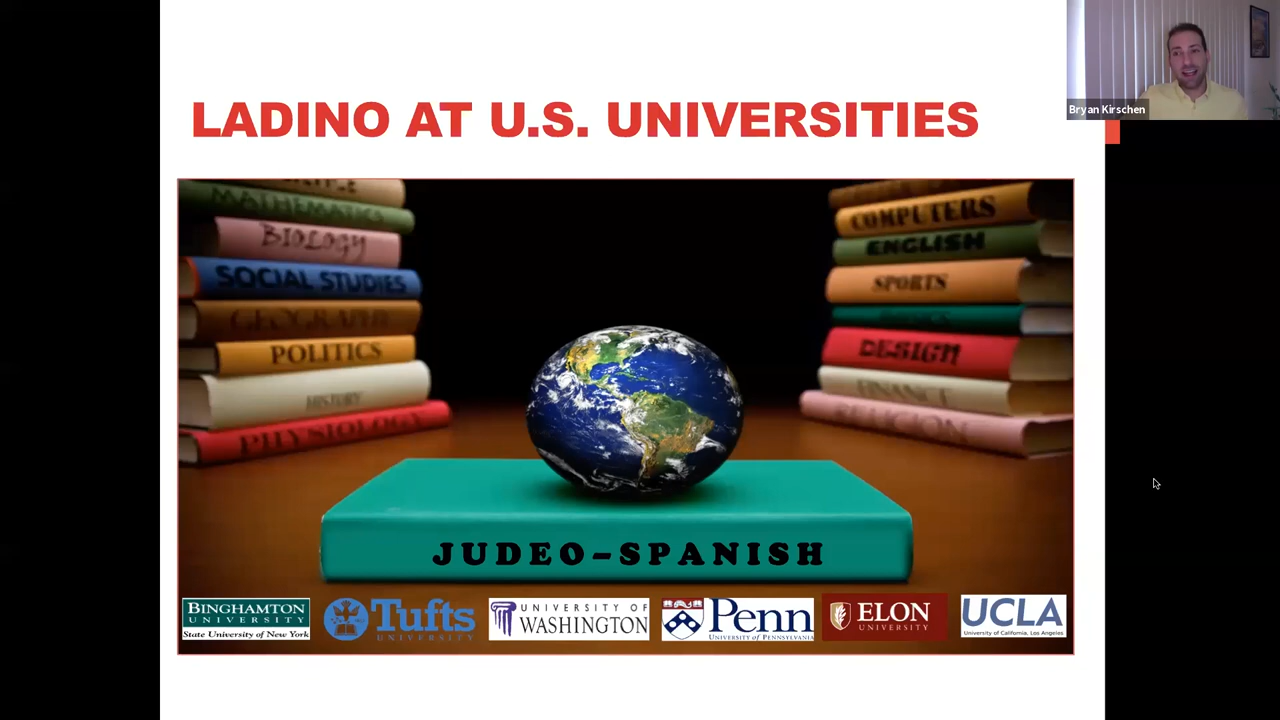 Bryan Kirschen
LADINO AT U.S. UNIVERSITIES
MATHEMATICS
BIOLOGY
SOCIAL STUDIES
GEOGRAPHY
POLITICS
HISTORY
PHYSIOLOGY
COMPUTERS
ENGLISH
SPORTS
DESIGN
FINANCE
RELIGION
JUDEO-SPANISH
BINGHAMTON
UNIVERSITY
State University of New York
Tufts
UNIVERSITY
UNIVERSITY OF
WASHINGTON
Penn
UNIVERSITY OF PENNSYLVANIA
ELON
UNIVERSITY
UCLA
University of California, Los Angeles